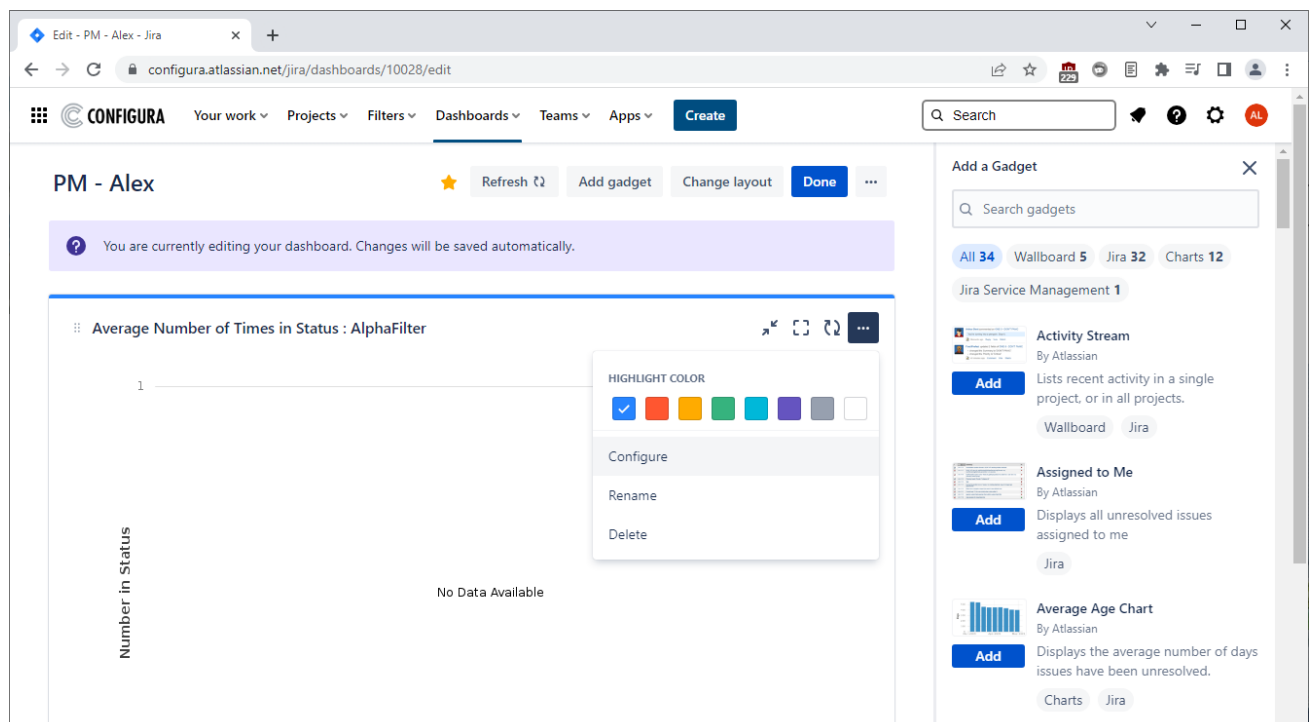 Edit - PM - Alex - Jira
configura.atlassian.net/jira/dashboards/10028/edit
229
CONFIGURA Your work Projects Filters Dashboards Teams Apps Create Search AL
PM - Alex Refresh Add gadget Change layout Done
You are currently editing your dashboard. Changes will be saved automatically.
Average Number of Times in Status : AlphaFilter
HIGHLIGHT COLOR
Configure
Rename
Delete
1
Number in Status
No Data Available
Add a Gadget
Search gadgets
All 34 Wallboard 5 Jira 32 Charts 12
Jira Service Management 1
Activity Stream
By Atlassian
Add
Lists recent activity in a single
project, or in all projects.
Wallboard Jira
Assigned to Me
By Atlassian
Add
Displays all unresolved issues
assigned to me
Jira
Average Age Chart
By Atlassian
Add
Displays the average number of days
issues have been unresolved.
Charts Jira